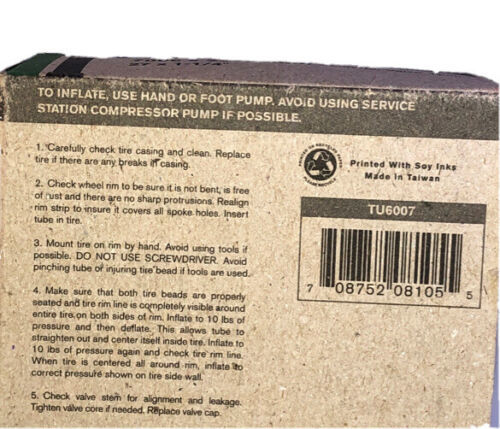 TO INFLATE, USE HAND OR FOOT PUMP. AVOID USING SERVICE
STATION COMPRESSOR PUMP IF POSSIBLE.
1. Carefully check tire casing and clean. Replace
tire if there are any breaks in casing.
2. Check wheel rim to be sure it is not bent, is free
of rust and there are no sharp protrusions. Realign
rim strip to insure it covers all spoke holes. Insert
tube in tire.
3. Mount tire on rim by hand. Avoid using tools if
possible. DO NOT USE SCREWDRIVER. Avoid
pinching tube or injuring tire bead if tools are used.
4. Make sure that both tire beads are properly
seated and tire rim line is completely visible around
entire tire on both sides of rim. Inflate to 10 lbs of
pressure and then deflate. This allows tube to
straighten out and center itself inside tire. Inflate to
10 lbs of pressure again and check tire rim line.
When tire is centered all around rim, inflate to
correct pressure shown on tire side wall.
5. Check valve stem for alignment and leakage.
Tighten valve core if needed. Replace valve cap.
Printed With Soy Inks
Made in Taiwan
TU6007
7 08752 08105 5